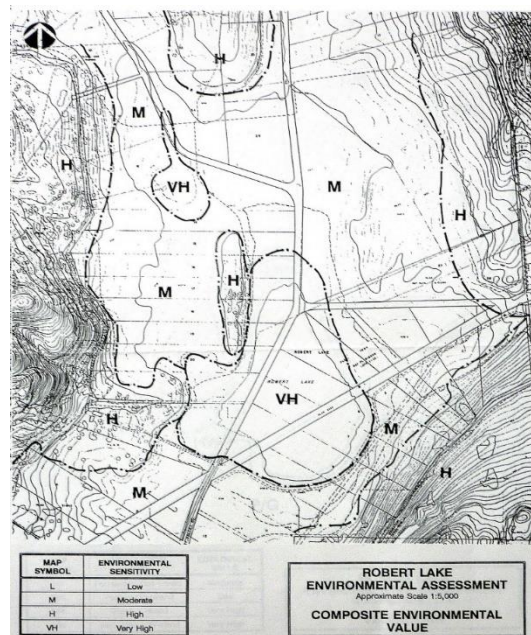 H
M
H
VH
M
H
M
H
ROBERT LAKE
ROBERT LAKE
VH
H
M
H
M
MAP SYMBOL
ENVIRONMENTAL SENSITIVITY
L Low
M Moderate
H High
VH Very High
ROBERT LAKE
ENVIRONMENTAL ASSESSMENT
Approximate Scale 1:5,000
COMPOSITE ENVIRONMENTAL
VALUE